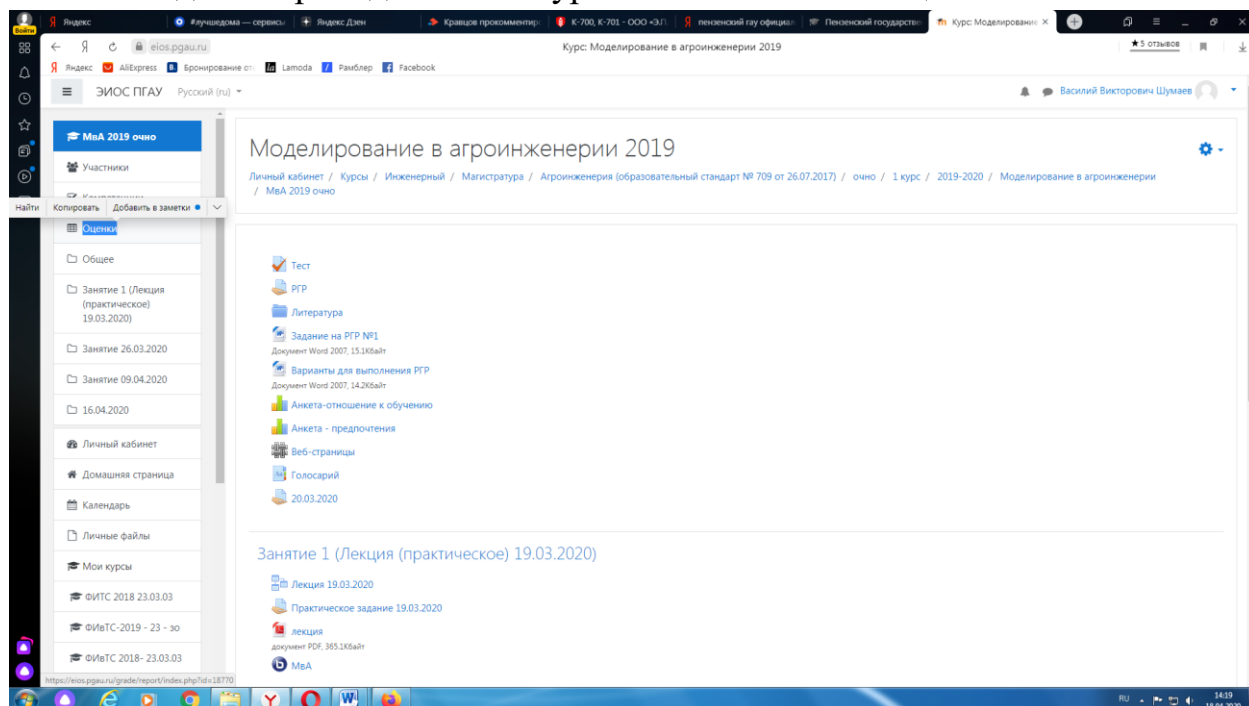 Яндекс
#лучшедома — сервисы
Яндекс.Дзен
Кравцов прокомментир
К-700, К-701 - ООО «Э.Л.
пензенский гау официал
Пензенский государстве
Курс: Моделирование
Войти
eios.pgau.ru
Курс: Моделирование в агроинженерии 2019
★5 отзывов
Яндекс
AliExpress
Бронирование от
Lamoda
Рамблер
Facebook
ЭИОС ПГАУ
Русский (ru)
Василий Викторович Шумаев
МвА 2019 очно
Участники
Найти
Копировать
Добавить в заметки
Оценки
Общее
Занятие 1 (Лекция
(практическое)
19.03.2020)
Занятие 26.03.2020
Занятие 09.04.2020
16.04.2020
Личный кабинет
Домашняя страница
Календарь
Личные файлы
Мои курсы
ФИТС 2018 23.03.03
ФИвТС-2019 - 23 - зо
ФИвТС 2018- 23.03.03
https://eios.pgau.ru/grade/report/index.php?id=18770
Моделирование в агроинженерии 2019
Личный кабинет / Курсы / Инженерный / Магистратура / Агроинженерия (образовательный стандарт № 709 от 26.07.2017) / очно / 1 курс / 2019-2020 / Моделирование в агроинженерии
/ МвА 2019 очно
Тест
РГР
Литература
Задание на РГР №1
Документ Word 2007, 15.1Кбайт
Варианты для выполнения РГР
Документ Word 2007, 14.2Кбайт
Анкета-отношение к обучению
Анкета - предпочтения
Веб-страницы
Голосарий
20.03.2020
Занятие 1 (Лекция (практическое) 19.03.2020)
Лекция 19.03.2020
Практическое задание 19.03.2020
лекция
документ PDF, 365.1Кбайт
МвА
RU
14:19